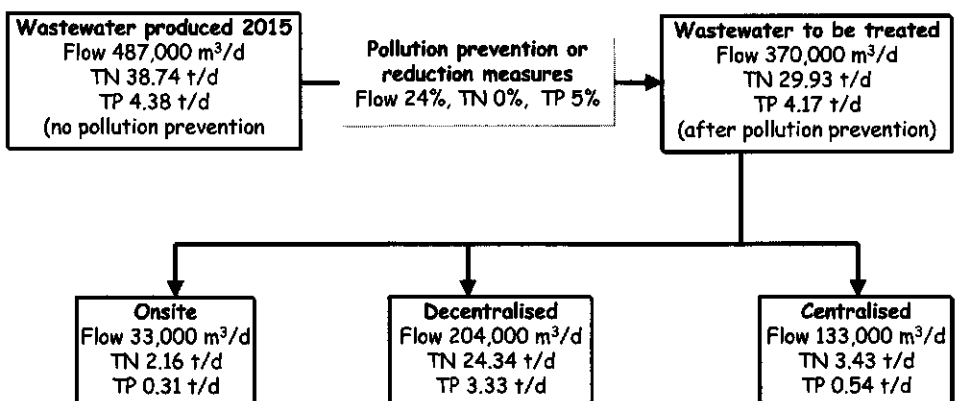 Wastewater produced 2015
Flow 487,000 m³/d
TN 38.74 t/d
TP 4.38 t/d
(no pollution prevention
Pollution prevention or
reduction measures
Flow 24%, TN 0%, TP 5%
Wastewater to be treated
Flow 370,000 m³/d
TN 29.93 t/d
TP 4.17 t/d
(after pollution prevention)
Onsite
Flow 33,000 m³/d
TN 2.16 t/d
TP 0.31 t/d
Decentralised
Flow 204,000 m³/d
TN 24.34 t/d
TP 3.33 t/d
Centralised
Flow 133,000 m³/d
TN 3.43 t/d
TP 0.54 t/d